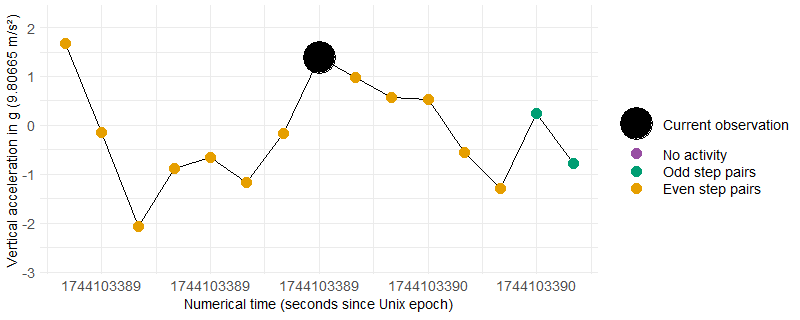 Vertical acceleration in g (9.80665 m/s²)
2
1
0
-1
-2
-3
1744103389 1744103389 1744103389 1744103390 1744103390
Numerical time (seconds since Unix epoch)
Current observation
No activity
Odd step pairs
Even step pairs